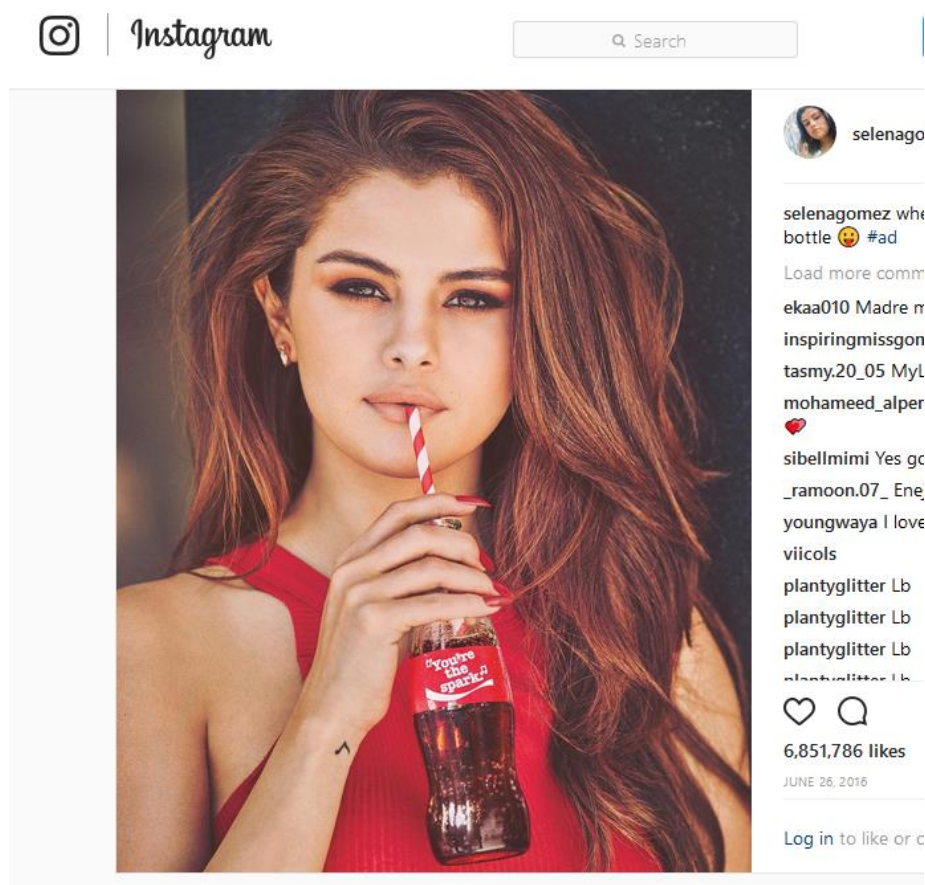 Instagram
Search
selenago
selenagomez whe
bottle 😛 #ad
Load more comm
ekaa010 Madre m
inspiringmissgon
tasmy.20_05 MyL
mohameed_alper
💕
sibellmimi Yes go
_ramoon.07_ Ene
youngwaya I love
viicols
plantyglitter Lb
plantyglitter Lb
plantyglitter Lb
plantyglitter Lb
6,851,786 likes
JUNE 26, 2016
Log in to like or c
"You're
the
spark."♫